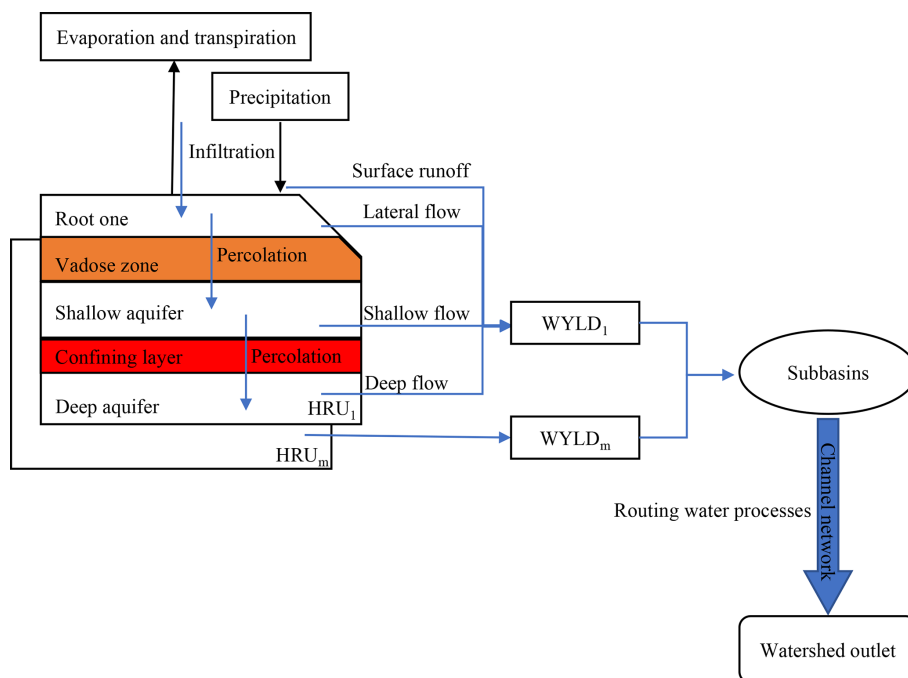 Evaporation and transpiration
Precipitation
Infiltration
Surface runoff
Root one
Lateral flow
Vadose zone
Percolation
Shallow aquifer
Shallow flow
WYLD₁
Confining layer
Percolation
Subbasins
Deep aquifer
Deep flow
HRU₁
WYLDₘ
HRUₘ
Channel network
Routing water processes
Watershed outlet